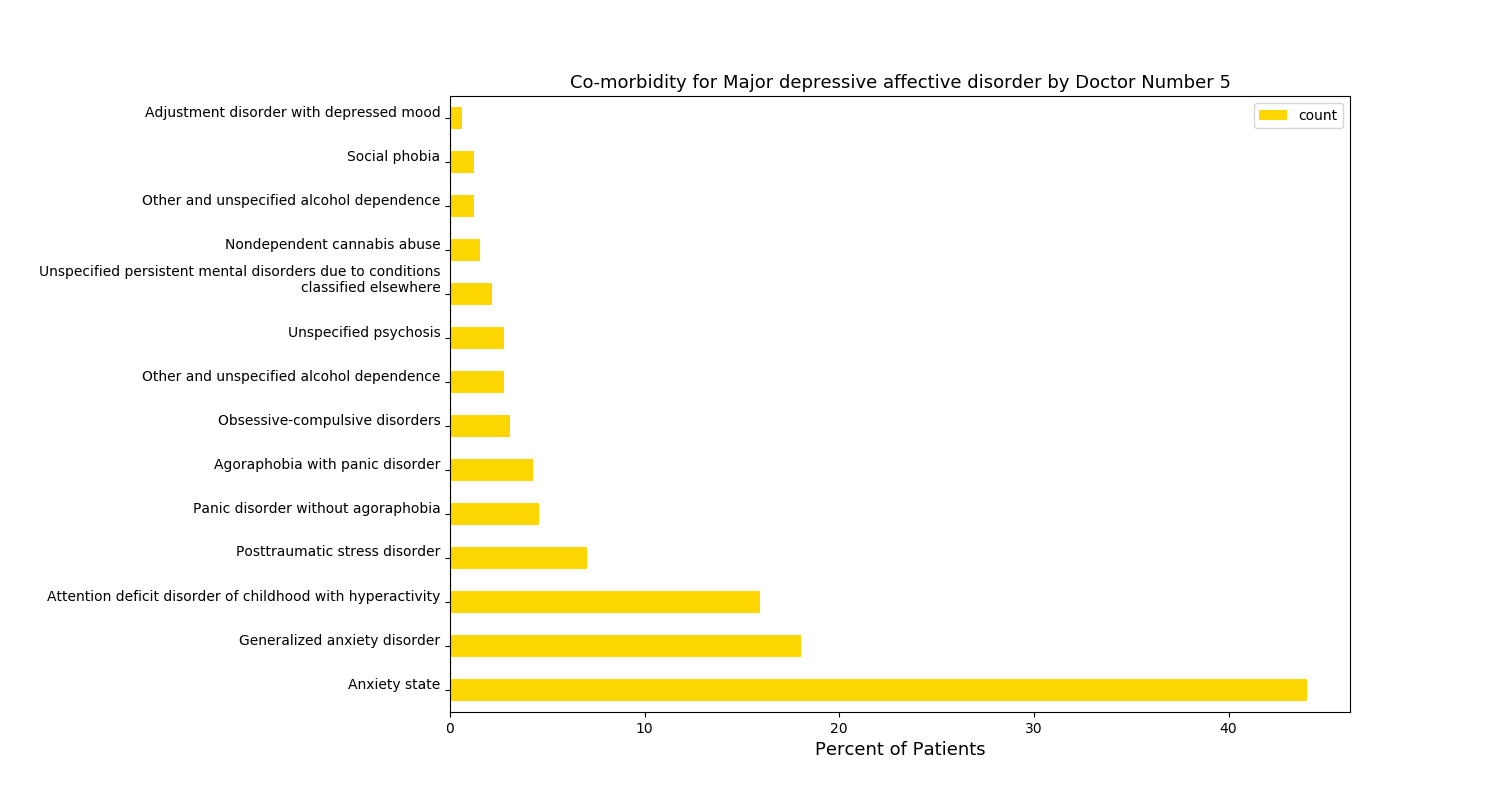 Co-morbidity for Major depressive affective disorder by Doctor Number 5
count
Adjustment disorder with depressed mood
Social phobia
Other and unspecified alcohol dependence
Nondependent cannabis abuse
Unspecified persistent mental disorders due to conditions
classified elsewhere
Unspecified psychosis
Other and unspecified alcohol dependence
Obsessive-compulsive disorders
Agoraphobia with panic disorder
Panic disorder without agoraphobia
Posttraumatic stress disorder
Attention deficit disorder of childhood with hyperactivity
Generalized anxiety disorder
Anxiety state
0 10 20 30 40
Percent of Patients